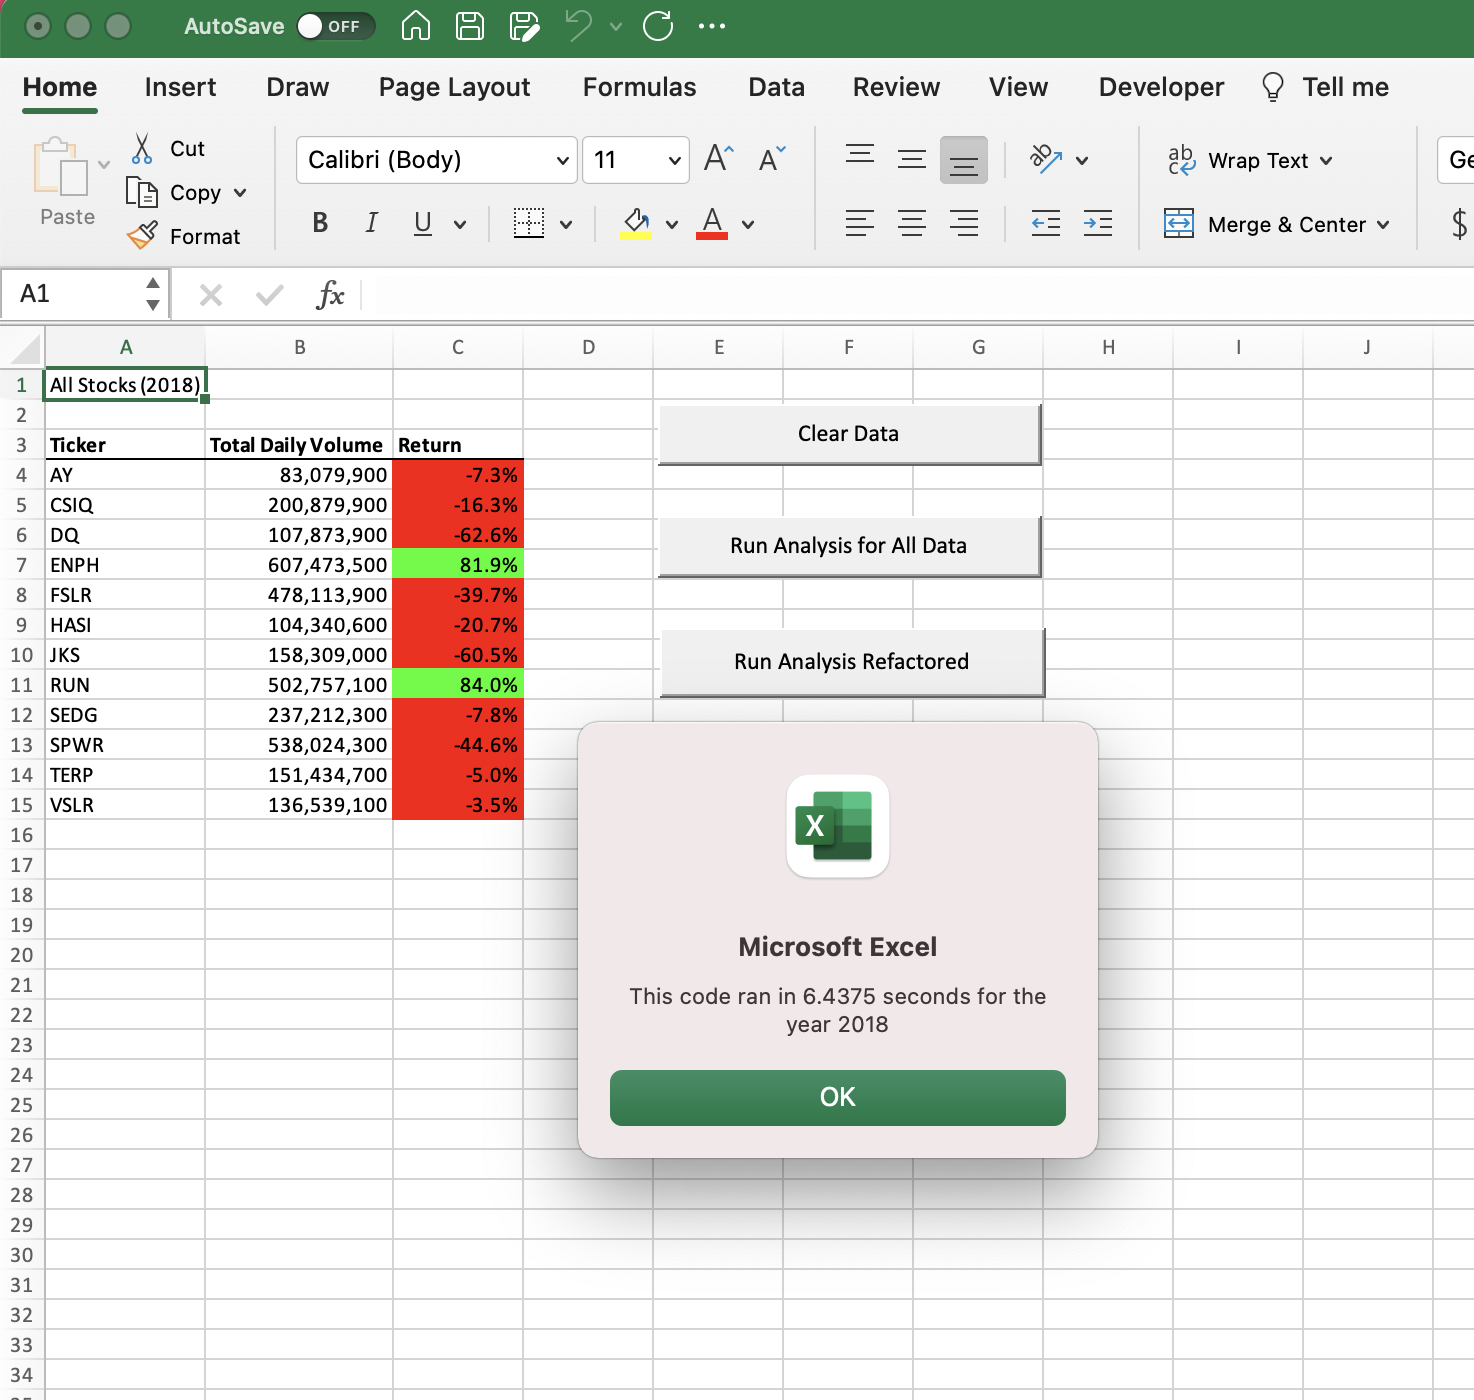 AutoSave OFF
Home Insert Draw Page Layout Formulas Data Review View Developer Tell me
Paste
Cut
Copy
Format
Calibri (Body) 11 A A
B I U A
ab
Wrap Text
Merge & Center
Ge
$
A1 fx
A B C D E F G H I J
1 All Stocks (2018)
2
3 Ticker Total Daily Volume Return
4 AY 83,079,900 -7.3%
5 CSIQ 200,879,900 -16.3%
6 DQ 107,873,900 -62.6%
7 ENPH 607,473,500 81.9%
8 FSLR 478,113,900 -39.7%
9 HASI 104,340,600 -20.7%
10 JKS 158,309,000 -60.5%
11 RUN 502,757,100 84.0%
12 SEDG 237,212,300 -7.8%
13 SPWR 538,024,300 -44.6%
14 TERP 151,434,700 -5.0%
15 VSLR 136,539,100 -3.5%
16
17
18
19
20
21
22
23
24
25
26
27
28
29
30
31
32
33
34
Clear Data
Run Analysis for All Data
Run Analysis Refactored
X
Microsoft Excel
This code ran in 6.4375 seconds for the
year 2018
OK